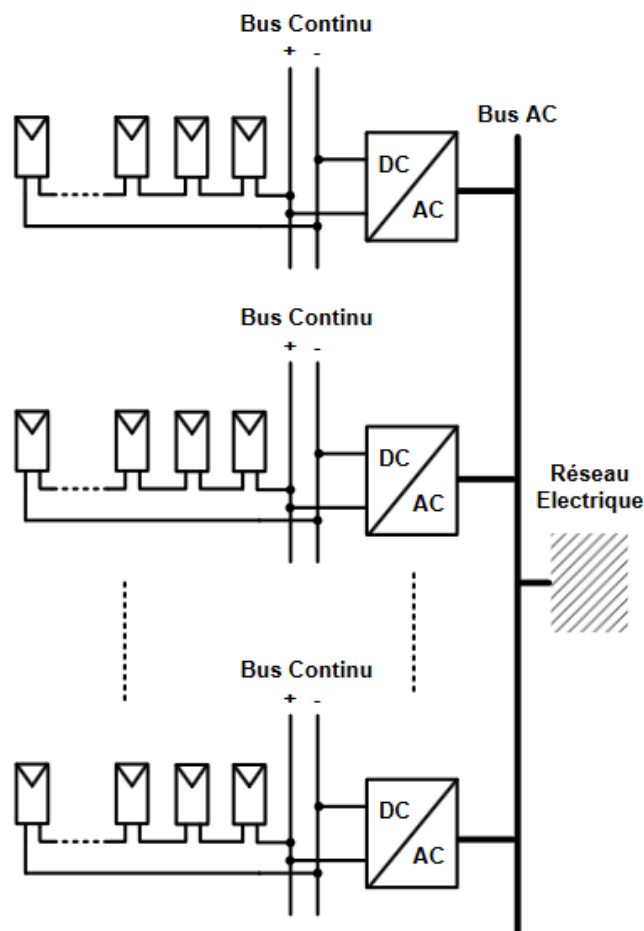 Bus Continu
+ -
Bus AC
DC
AC
Bus Continu
+ -
DC
AC
Réseau
Electrique
Bus Continu
+ -
DC
AC